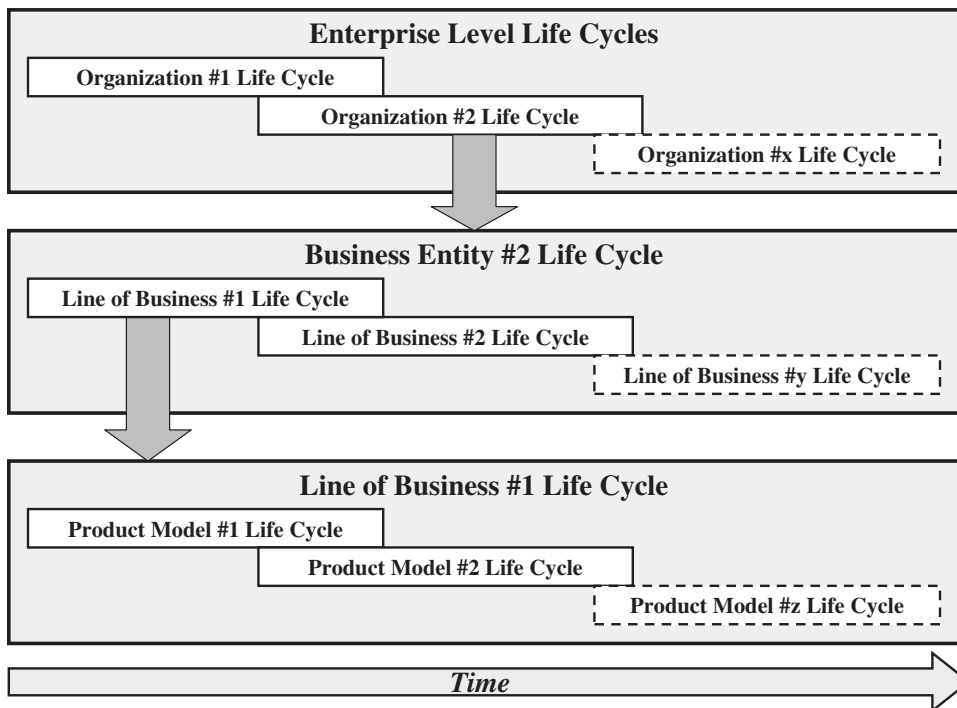 Enterprise Level Life Cycles
Organization #1 Life Cycle
Organization #2 Life Cycle
Organization #x Life Cycle
Business Entity #2 Life Cycle
Line of Business #1 Life Cycle
Line of Business #2 Life Cycle
Line of Business #y Life Cycle
Line of Business #1 Life Cycle
Product Model #1 Life Cycle
Product Model #2 Life Cycle
Product Model #z Life Cycle
Time